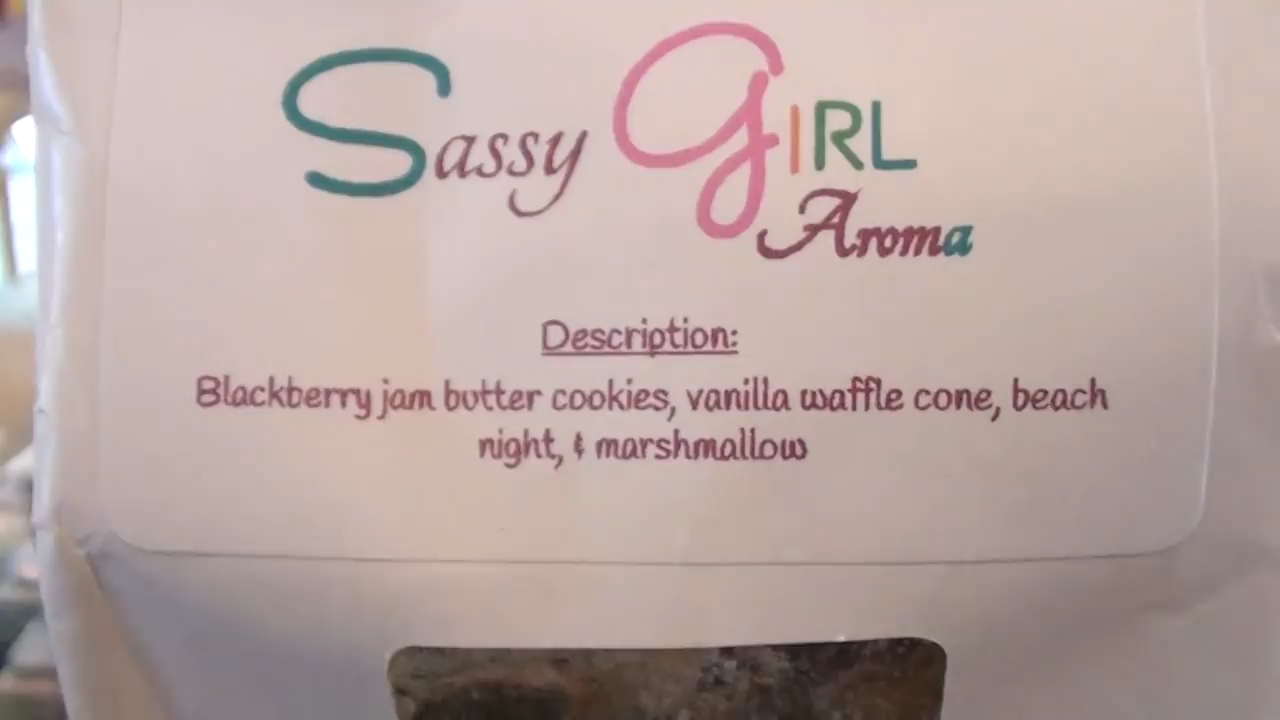 Sassy GIRL
Aroma
Description:
Blackberry jam butter cookies, vanilla waffle cone, beach
night, & marshmallow